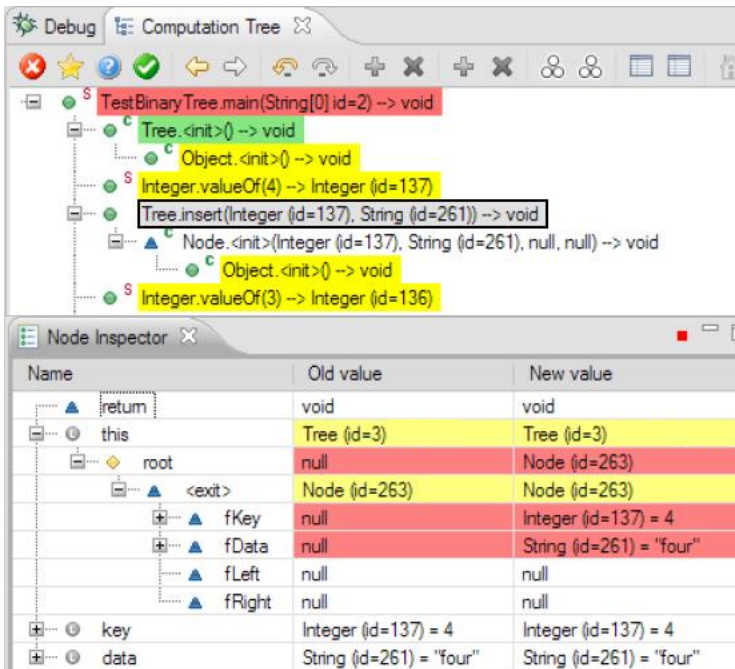 Debug Computation Tree
S TestBinaryTree.main(String[0] id=2) --> void
C Tree.<init>() --> void
C Object.<init>() --> void
S Integer.valueOf(4) --> Integer (id=137)
Tree.insert(Integer (id=137), String (id=261)) --> void
C Node.<init>(Integer (id=137), String (id=261), null, null) --> void
C Object.<init>() --> void
S Integer.valueOf(3) --> Integer (id=136)
Node Inspector
Name Old value New value
return void void
this Tree (id=3) Tree (id=3)
root null Node (id=263)
<exit> Node (id=263) Node (id=263)
fKey null Integer (id=137) = 4
fData null String (id=261) = "four"
fLeft null null
fRight null null
key Integer (id=137) = 4 Integer (id=137) = 4
data String (id=261) = "four" String (id=261) = "four"